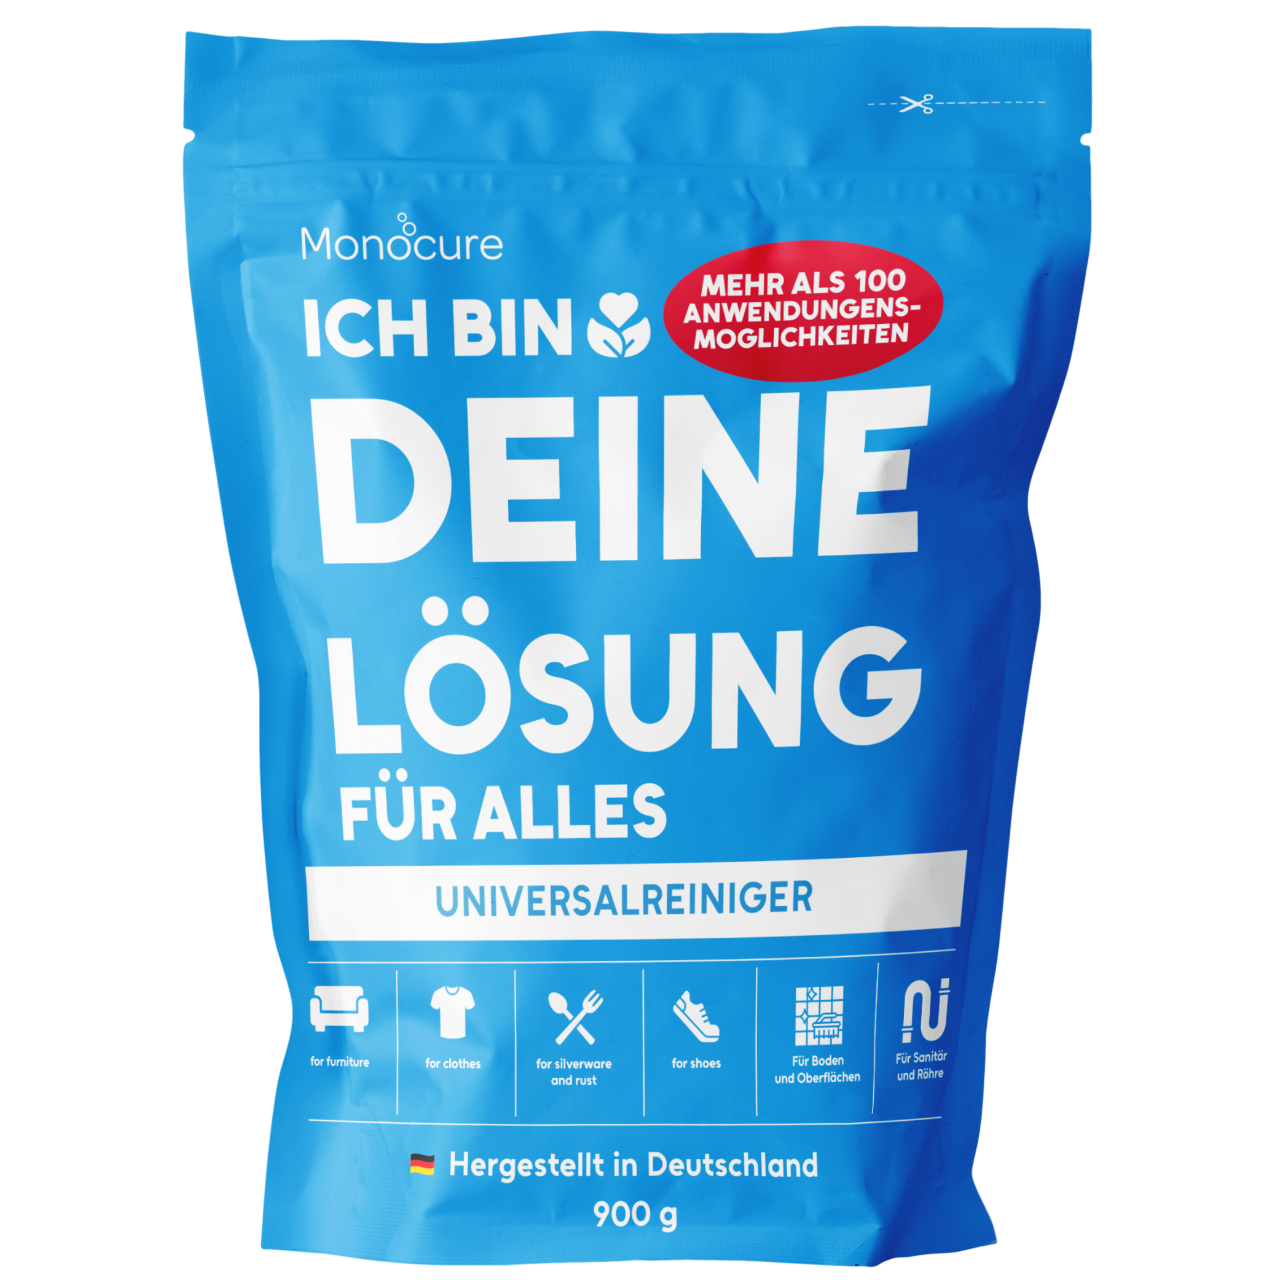 Monocure
ICH BIN
MEHR ALS 100
ANWENDUNGENS-
MOGLICHKEITEN
DEINE
LÖSUNG
FÜR ALLES
UNIVERSALREINIGER
for furniture
for clothes
for silverware
and rust
for shoes
Für Boden
und Oberflächen
Für Sanitär
und Röhre
Hergestellt in Deutschland
900 g